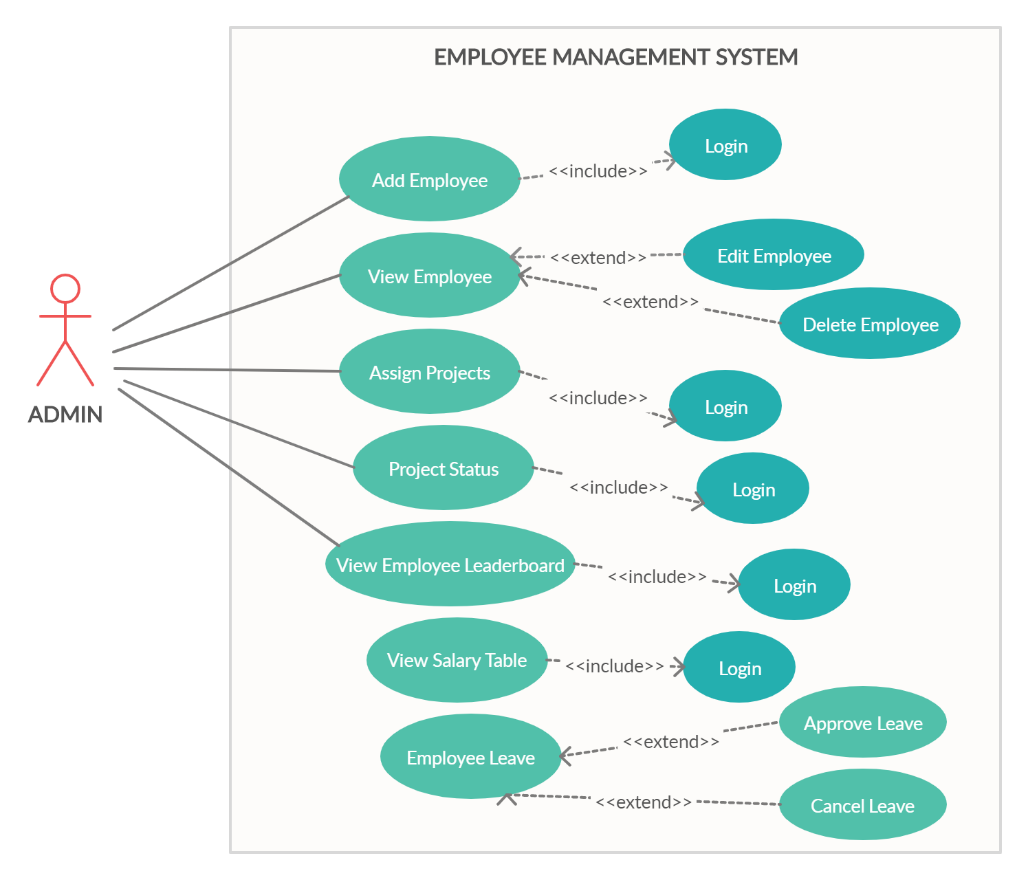 EMPLOYEE MANAGEMENT SYSTEM
Login
Add Employee
<<include>>
View Employee
<<extend>>
Edit Employee
<<extend>>
Delete Employee
ADMIN
Assign Projects
<<include>>
Login
Project Status
<<include>>
Login
View Employee Leaderboard
<<include>>
Login
View Salary Table
<<include>>
Login
Employee Leave
<<extend>>
Approve Leave
<<extend>>
Cancel Leave